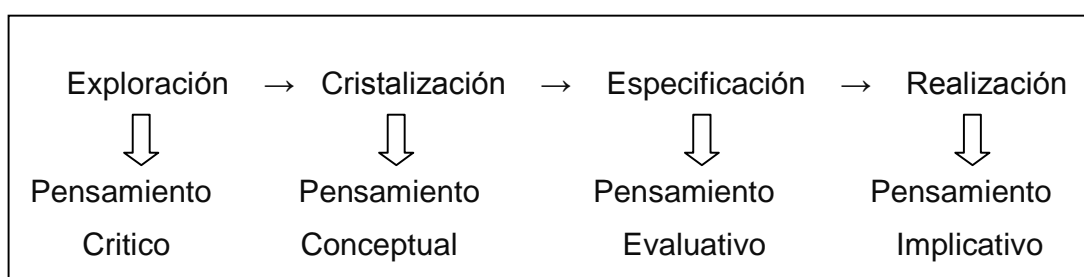 Exploración → Cristalización → Especificación → Realización
Pensamiento Pensamiento Pensamiento Pensamiento
Critico Conceptual Evaluativo Implicativo